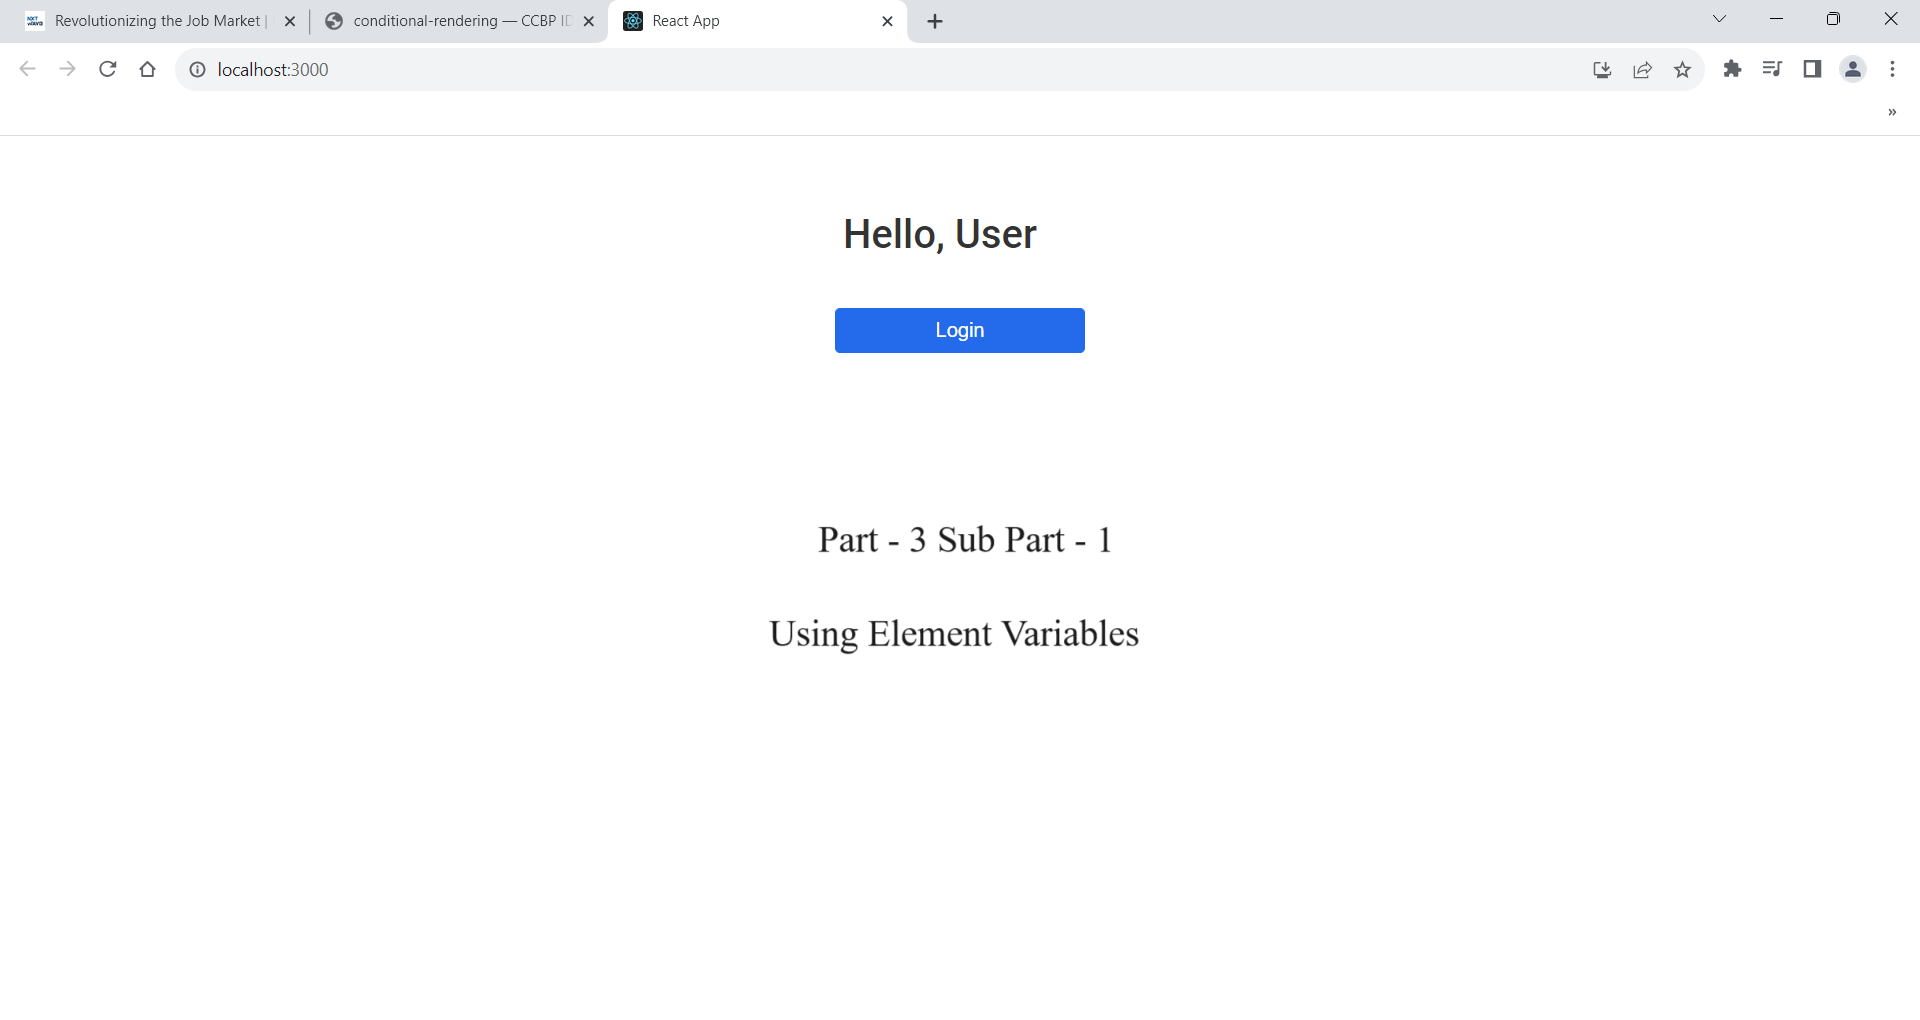 Revolutionizing the Job Market |
conditional-rendering — CCBP ID
React App
localhost:3000
»
Hello, User
Login
Part - 3 Sub Part - 1
Using Element Variables